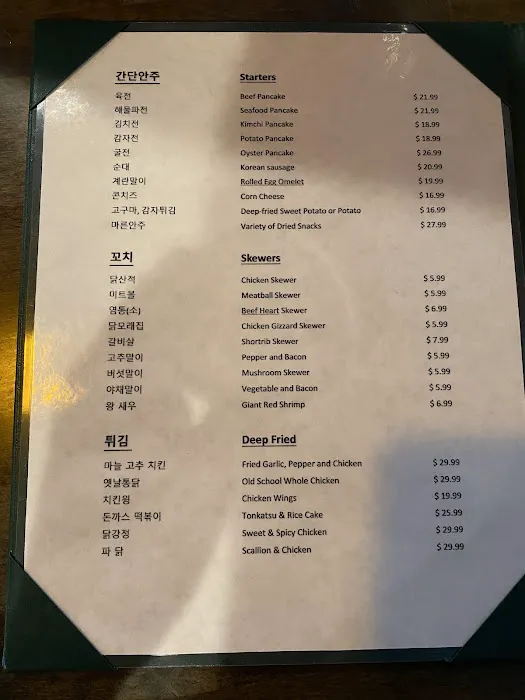 간단안주 Starters
육전 Beef Pancake $ 21.99
해물파전 Seafood Pancake $ 21.99
김치전 Kimchi Pancake $ 18.99
감자전 Potato Pancake $ 18.99
굴전 Oyster Pancake $ 26.99
순대 Korean sausage $ 20.99
계란말이 Rolled Egg Omelet $ 19.99
콘치즈 Corn Cheese $ 16.99
고구마, 감자튀김 Deep-fried Sweet Potato or Potato $ 16.99
마른안주 Variety of Dried Snacks $ 27.99
꼬치 Skewers
닭산적 Chicken Skewer $ 5.99
미트볼 Meatball Skewer $ 5.99
염통(소) Beef Heart Skewer $ 6.99
닭모래집 Chicken Gizzard Skewer $ 5.99
갈비살 Shortrib Skewer $ 7.99
고추말이 Pepper and Bacon $ 5.99
버섯말이 Mushroom Skewer $ 5.99
야채말이 Vegetable and Bacon $ 5.99
왕 새우 Giant Red Shrimp $ 6.99
튀김 Deep Fried
마늘 고추 치킨 Fried Garlic, Pepper and Chicken $ 29.99
옛날통닭 Old School Whole Chicken $ 29.99
치킨윙 Chicken Wings $ 19.99
돈까스 떡볶이 Tonkatsu & Rice Cake $ 25.99
닭강정 Sweet & Spicy Chicken $ 29.99
파 닭 Scallion & Chicken $ 29.99